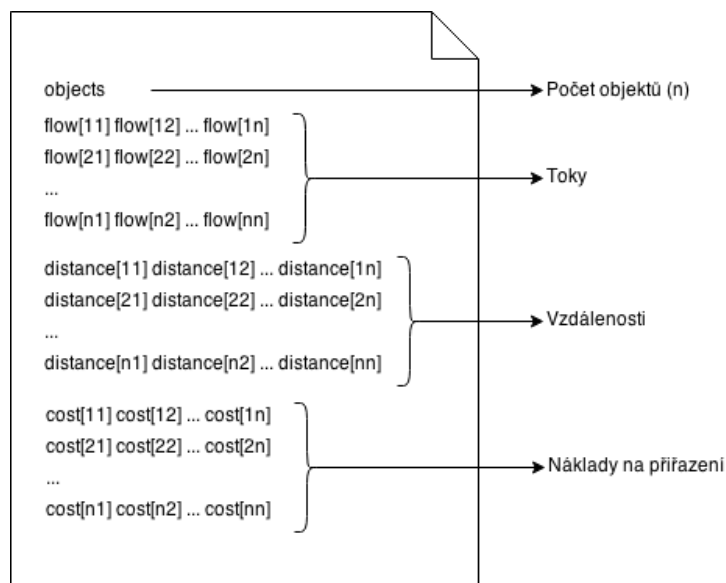 objects
Počet objektů (n)
flow[11] flow[12] ... flow[1n]
flow[21] flow[22] ... flow[2n]
...
flow[n1] flow[n2] ... flow[nn]
Toky
distance[11] distance[12] ... distance[1n]
distance[21] distance[22] ... distance[2n]
...
distance[n1] distance[n2] ... distance[nn]
Vzdálenosti
cost[11] cost[12] ... cost[1n]
cost[21] cost[22] ... cost[2n]
...
cost[n1] cost[n2] ... cost[nn]
Náklady na přiřazení